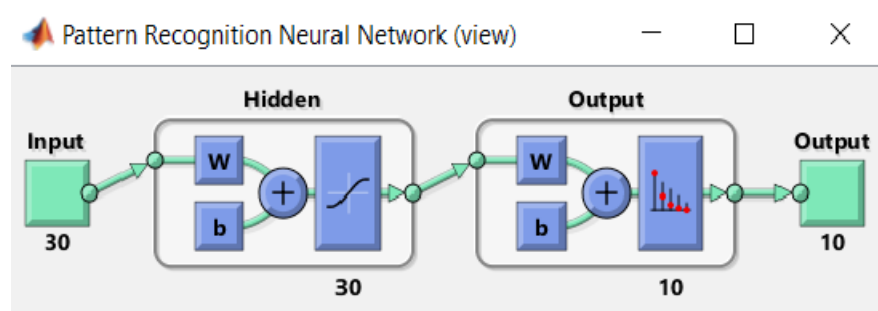 Pattern Recognition Neural Network (view)
Hidden
Output
Input
Output
W
W
+
+
b
b
30
10
30
10